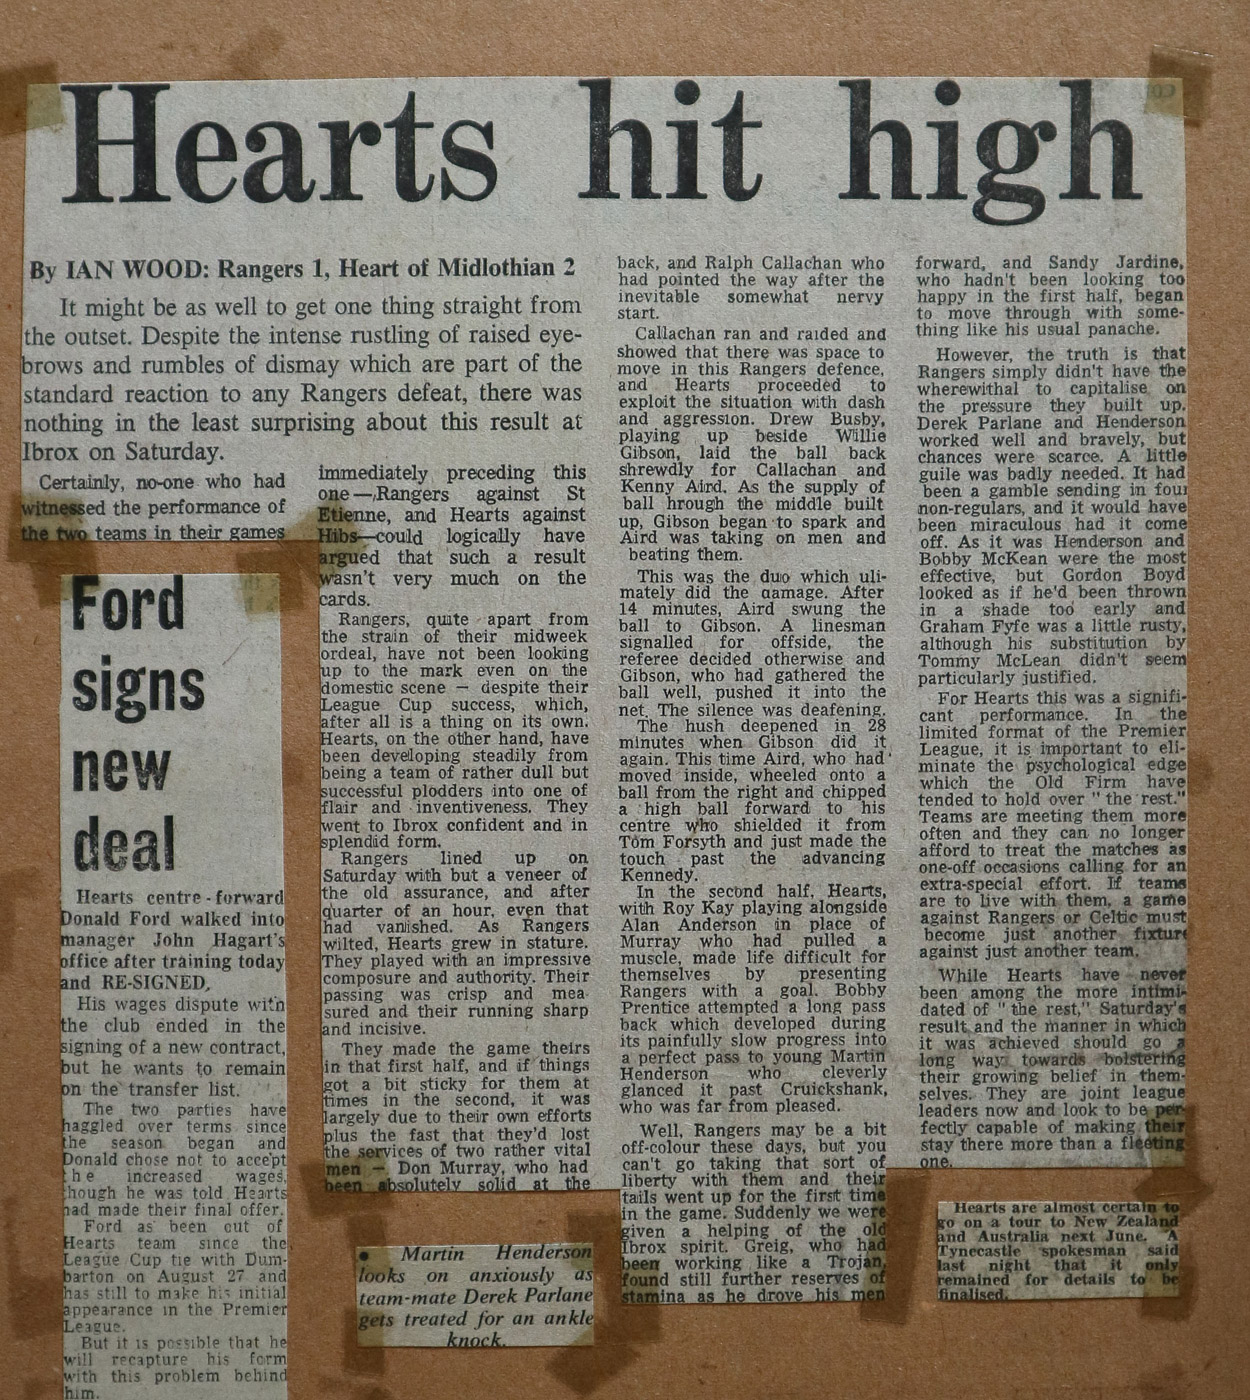 Hearts hit high
By IAN WOOD: Rangers 1, Heart of Midlothian 2
It might be as well to get one thing straight from
the outset. Despite the intense rustling of raised eye-
brows and rumbles of dismay which are part of the
standard reaction to any Rangers defeat, there was
nothing in the least surprising about this result at
Ibrox on Saturday.
Certainly, no-one who had
witnessed the performance of
the two teams in their games
immediately preceding this
one—Rangers against St
Etienne, and Hearts against
Hibs—could logically have
argued that such a result
wasn't very much on the
cards.
Rangers, quite apart from
the strain of their midweek
ordeal, have not been looking
up to the mark even on the
domestic scene — despite their
League Cup success, which,
after all is a thing on its own.
Hearts, on the other hand, have
been developing steadily from
being a team of rather dull but
successful plodders into one of
flair and inventiveness. They
went to Ibrox confident and in
splendid form.
Rangers lined up on
Saturday with but a veneer of
the old assurance, and after
quarter of an hour, even that
had vanished. As Rangers
wilted, Hearts grew in stature.
They played with an impressive
composure and authority. Their
passing was crisp and mea
sured and their running sharp
and incisive.
They made the game theirs
in that first half, and if things
got a bit sticky for them at
times in the second, it was
largely due to their own efforts
plus the fast that they'd lost
the services of two rather vital
men — Don Murray, who had
been absolutely solid at the
back, and Ralph Callachan who
had pointed the way after the
inevitable somewhat nervy
start.
Callachan ran and raided and
showed that there was space to
move in this Rangers defence,
and Hearts proceeded to
exploit the situation with dash
and aggression. Drew Busby,
playing up beside Willie
Gibson, laid the ball back
shrewdly for Callachan and
Kenny Aird. As the supply of
ball hrough the middle built
up, Gibson began to spark and
Aird was taking on men and
beating them.
This was the duo which uli-
mately did the damage. After
14 minutes, Aird swung the
ball to Gibson. A linesman
signalled for offside, the
referee decided otherwise and
Gibson, who had gathered the
ball well, pushed it into the
net. The silence was deafening.
The hush deepened in 28
minutes when Gibson did it
again. This time Aird, who had
moved inside, wheeled onto a
ball from the right and chipped
a high ball forward to his
centre who shielded it from
Tom Forsyth and just made the
touch past the advancing
Kennedy.
In the second half, Hearts,
with Roy Kay playing alongside
Alan Anderson in place of
Murray who had pulled a
muscle, made life difficult for
themselves by presenting
Rangers with a goal. Bobby
Prentice attempted a long pass
back which developed during
its painfully slow progress into
a perfect pass to young Martin
Henderson who cleverly
glanced it past Cruickshank,
who was far from pleased.
Well, Rangers may be a bit
off-colour these days, but you
can't go taking that sort of
liberty with them and their
tails went up for the first time
in the game. Suddenly we were
given a helping of the old
Ibrox spirit. Greig, who had
been working like a Trojan,
found still further reserves of
stamina as he drove his men
forward, and Sandy Jardine,
who hadn't been looking too
happy in the first half, began
to move through with some-
thing like his usual panache.
However, the truth is that
Rangers simply didn't have the
wherewithal to capitalise on
the pressure they built up.
Derek Parlane and Henderson
worked well and bravely, but
chances were scarce. A little
guile was badly needed. It had
been a gamble sending in four
non-regulars, and it would have
been miraculous had it come
off. As it was Henderson and
Bobby McKean were the most
effective, but Gordon Boyd
looked as if he'd been thrown
in a shade too early and
Graham Fyfe was a little rusty,
although his substitution by
Tommy McLean didn't seem
particularly justified.
For Hearts this was a signifi-
cant performance. In the
limited format of the Premier
League, it is important to eli-
minate the psychological edge
which the Old Firm have
tended to hold over "the rest."
Teams are meeting them more
often and they can no longer
afford to treat the matches as
one-off occasions calling for an
extra-special effort. If teams
are to live with them, a game
against Rangers or Celtic must
become just another fixture
against just another team.
While Hearts have never
been among the more intimi-
dated of "the rest," Saturday's
result and the manner in which
it was achieved should go a
long way towards bolstering
their growing belief in them-
selves. They are joint league
leaders now and look to be per-
fectly capable of making their
stay there more than a fleeting
one.
Ford
signs
new
deal
Hearts centre-forward
Donald Ford walked into
manager John Hagart's
office after training today
and RE-SIGNED,
His wages dispute with
the club ended in the
signing of a new contract,
but he wants to remain
on the transfer list.
The two parties have
haggled over terms since
the season began and
Donald chose not to accept
the increased wages,
though he was told Hearts
had made their final offer.
Ford as been out of
Hearts team since the
League Cup tie with Dum-
barton on August 27 and
has still to make his initial
appearance in the Premier
League.
But it is possible that he
will recapture his form
with this problem behind
him.
• Martin Henderson
looks on anxiously as
team-mate Derek Parlane
gets treated for an ankle
knock.
Hearts are almost certain to
go on a tour to New Zealand
and Australia next June. A
Tynecastle spokesman said
last night that it only
remained for details to be
finalised.